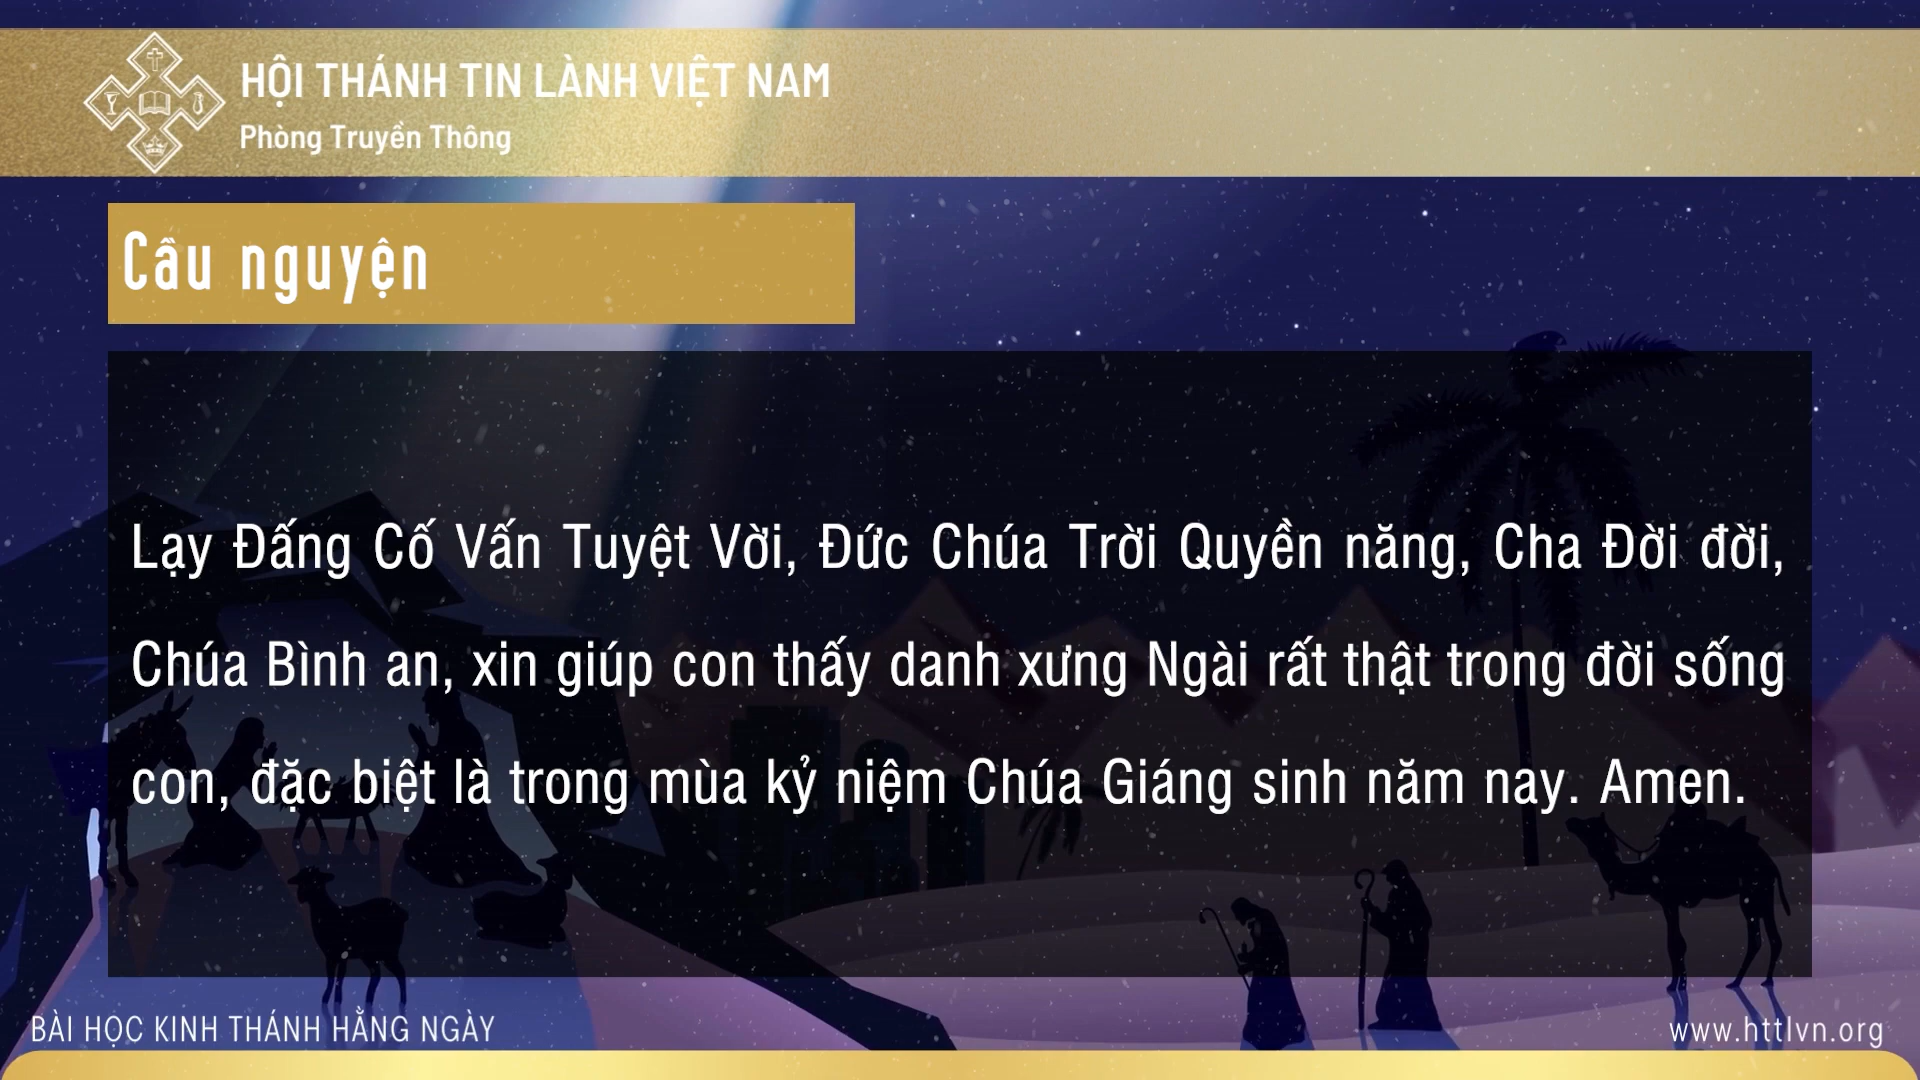 HỘI THÁNH TIN LÀNH VIỆT NAM
Phòng Truyền Thông
Cầu nguyện
Lạy Đấng Cố Vấn Tuyệt Vời, Đức Chúa Trời Quyền năng, Cha Đời đời,
Chúa Bình an, xin giúp con thấy danh xưng Ngài rất thật trong đời sống
con, đặc biệt là trong mùa kỷ niệm Chúa Giáng sinh năm nay. Amen.
BÀI HỌC KINH THÁNH HẰNG NGÀY
www.httlvn.org